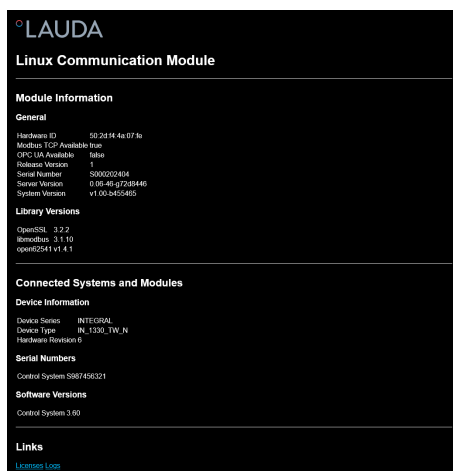 °LAUDA
Linux Communication Module
Module Information
General
Hardware ID 50:2d:f4:4a:07:fe
Modbus TCP Available true
OPC UA Available false
Release Version 1
Serial Number S000202404
Server Version 0.06-46-g72d8446
System Version v1.00-b455465
Library Versions
OpenSSL 3.2.2
libmodbus 3.1.10
open62541 v1.4.1
Connected Systems and Modules
Device Information
Device Series INTEGRAL
Device Type IN_1330_TW_N
Hardware Revision 6
Serial Numbers
Control System S987456321
Software Versions
Control System 3.60
Links
Licenses Logs